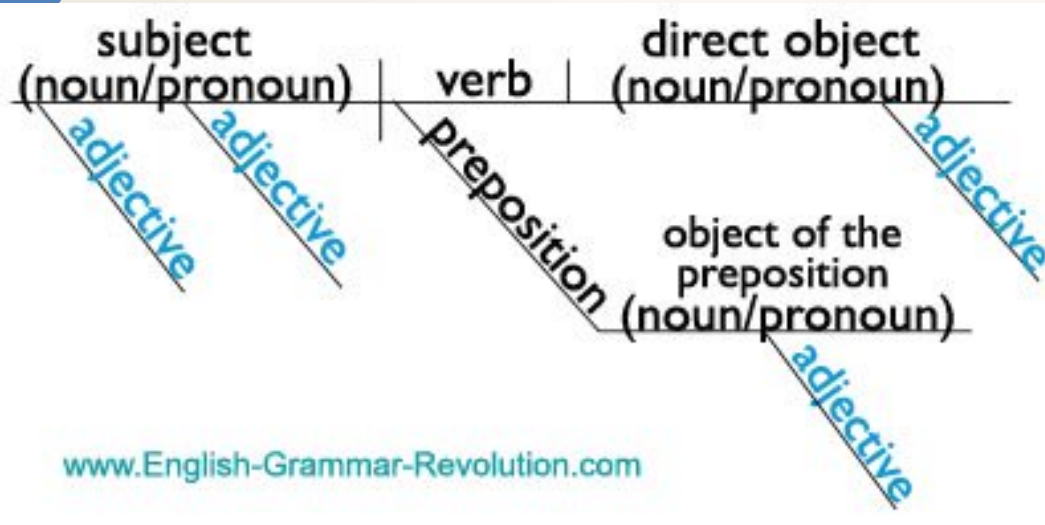 subject
(noun/pronoun)
verb
direct object
(noun/pronoun)
adjective
adjective
preposition
adjective
object of the
preposition
(noun/pronoun)
adjective
www.English-Grammar-Revolution.com